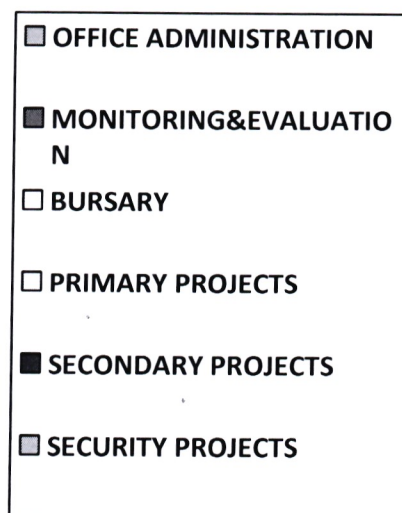 OFFICE ADMINISTRATION
MONITORING&EVALUATIO
N
BURSARY
PRIMARY PROJECTS
SECONDARY PROJECTS
SECURITY PROJECTS